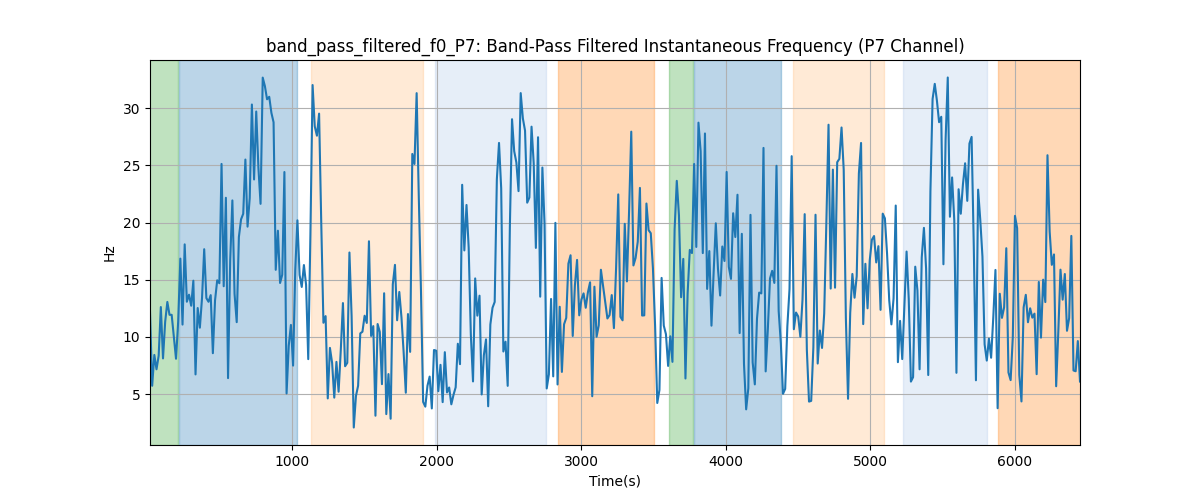 band_pass_filtered_f0_P7: Band-Pass Filtered Instantaneous Frequency (P7 Channel)
Hz
30
25
20
15
10
5
1000 2000 3000 4000 5000 6000
Time(s)